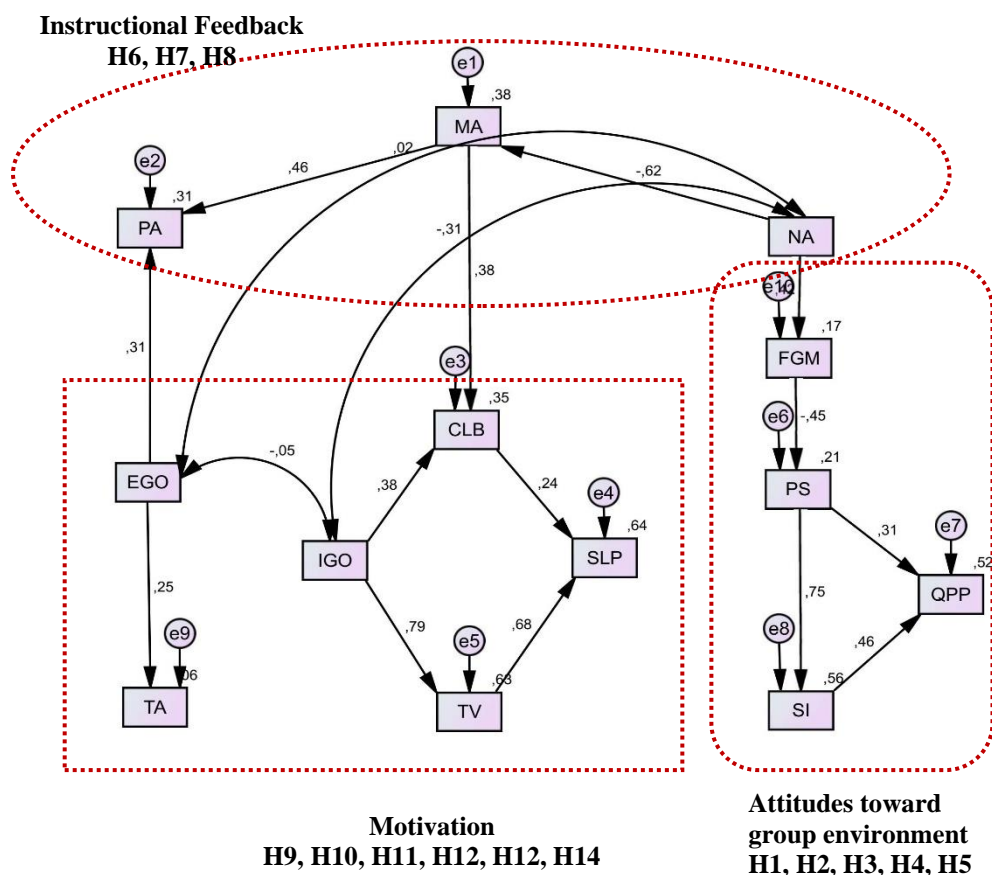 Instructional Feedback
H6, H7, H8
e1
,38
MA
e2
,02
,46
-,62
,31
PA
NA
-,31
,38
e10
,17
FGM
,31
e3
,35
CLB
-,45
e6
,21
-,05
EGO
PS
,38
,24
e4
,64
,31
e7
,52
IGO
SLP
QPP
,25
,75
,79
,68
,46
e9
e5
e8
,06
,63
,56
TA
TV
SI
Motivation
H9, H10, H11, H12, H12, H14
Attitudes toward
group environment
H1, H2, H3, H4, H5